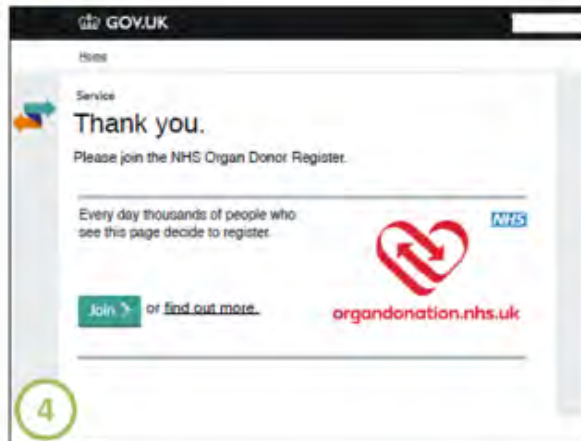 GOV.UK
Home
Service
Thank you.
Please join the NHS Organ Donor Register.
Every day thousands of people who
see this page decide to register.
NHS
Join
or find out more.
organdonation.nhs.uk
4